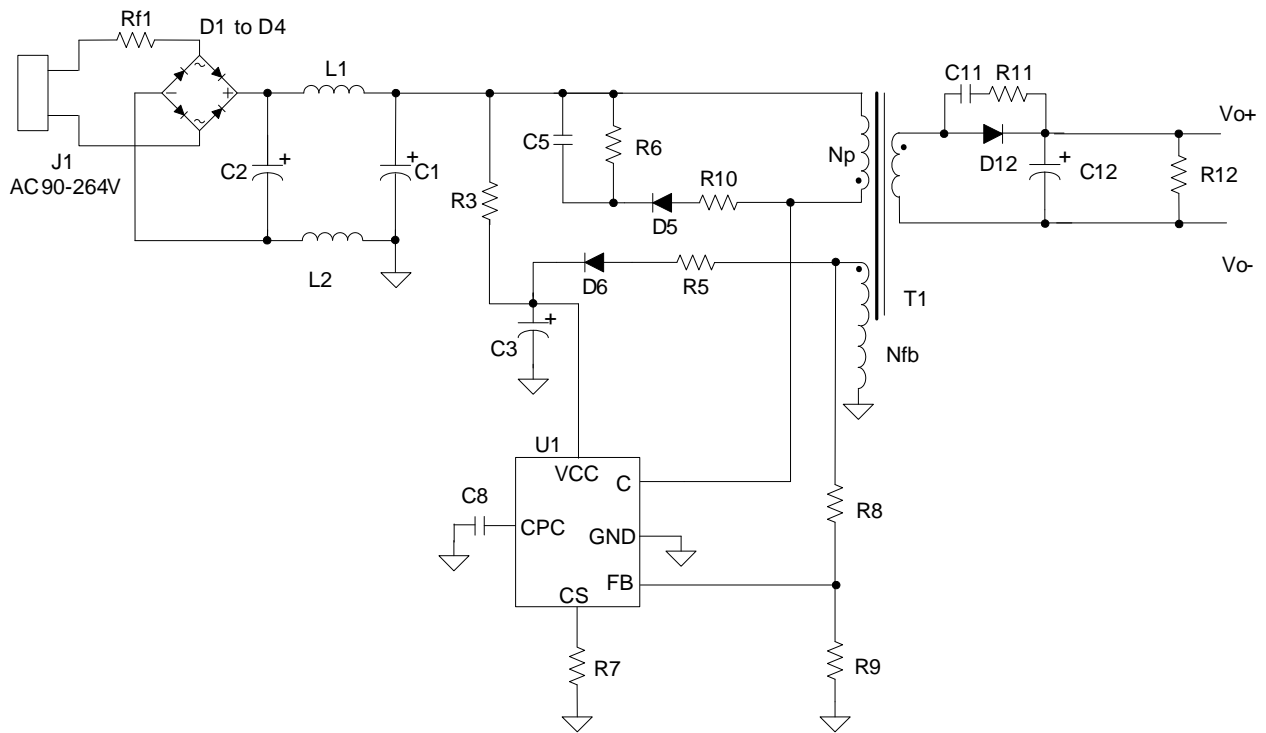 Rf1
D1 to D4
L1
J1
AC 90-264V
C2
+
C1
+
L2
R3
C5
R6
D5
R10
Np
C11
R11
D12
C12
+
R12
Vo+
Vo-
D6
R5
C3
+
T1
Nfb
U1
VCC
C
C8
CPC
GND
FB
CS
R8
R7
R9